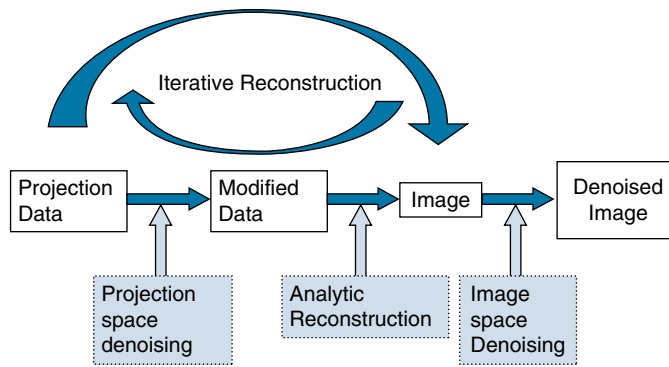 Iterative Reconstruction
Projection
Data
Modified
Data
Image
Denoised
Image
Projection
space
denoising
Analytic
Reconstruction
Image
space
Denoising